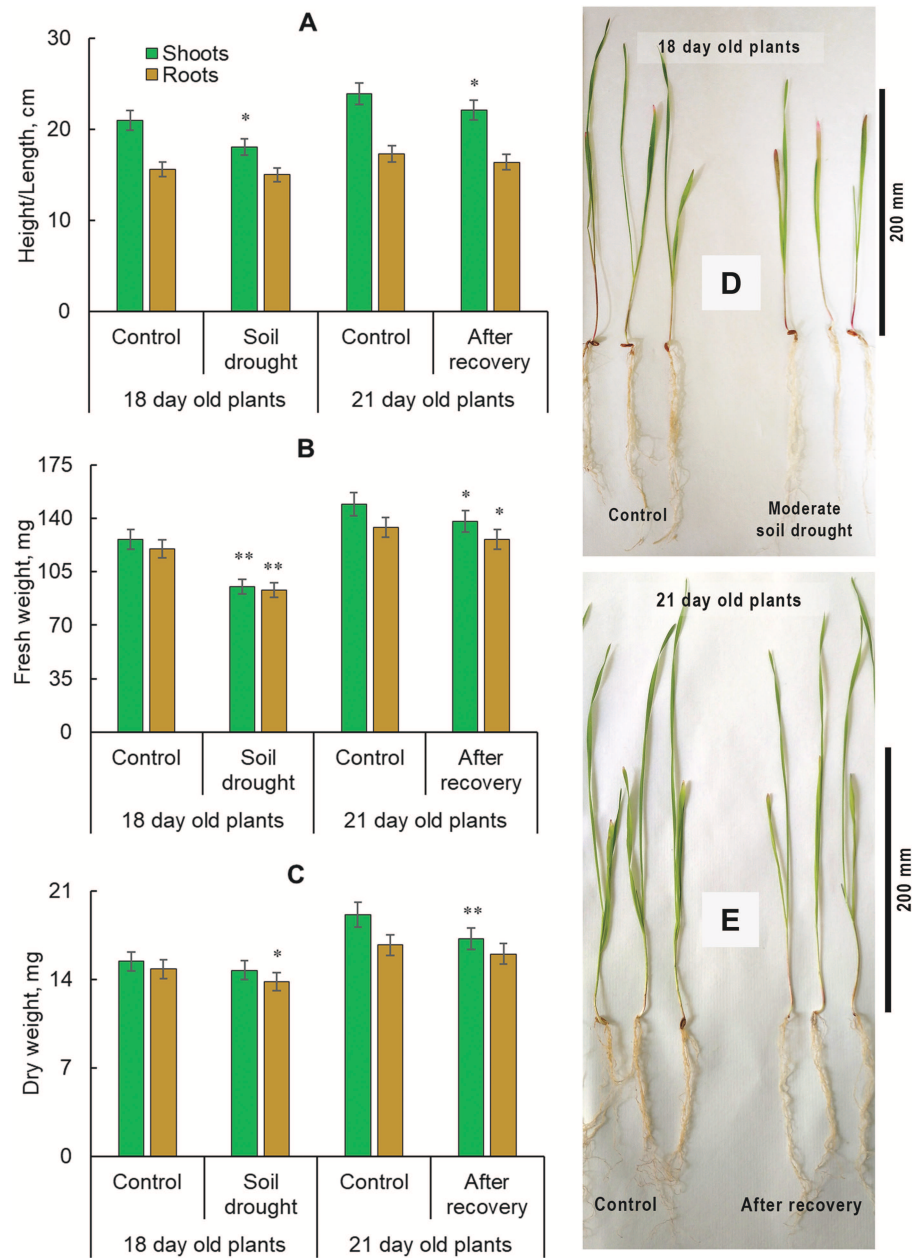 A
Height/Length, cm
30
20
10
0
Shoots
Roots
*
*
Control
Soil
drought
Control
After
recovery
18 day old plants
21 day old plants
B
Fresh weight, mg
175
140
105
70
35
0
**
**
*
*
Control
Soil
drought
Control
After
recovery
18 day old plants
21 day old plants
C
Dry weight, mg
21
14
7
0
*
**
Control
Soil
drought
Control
After
recovery
18 day old plants
21 day old plants
18 day old plants
D
200 mm
Control
Moderate
soil drought
21 day old plants
E
200 mm
Control
After recovery